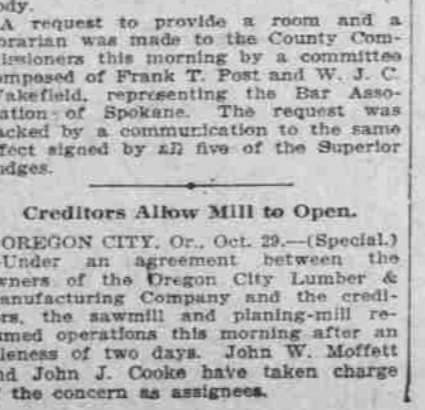 ody.
A request to provide a room and a
brarian was made to the County Com-
issioners this morning by a committee
omposed of Frank T. Post and W. J. C.
akefield, representing the Bar Asso-
ation of Spokane. The request was
acked by a communication to the same
fect signed by all five of the Superior
dges.
Creditors Allow Mill to Open.
OREGON CITY, Or., Oct. 29.—(Special.)
-Under an agreement between the
wners of the Oregon City Lumber &
anufacturing Company and the credi-
rs, the sawmill and planing-mill re-
umed operations this morning after an
leness of two days. John W. Moffett
nd John J. Cooke have taken charge
f the concern as assignees.